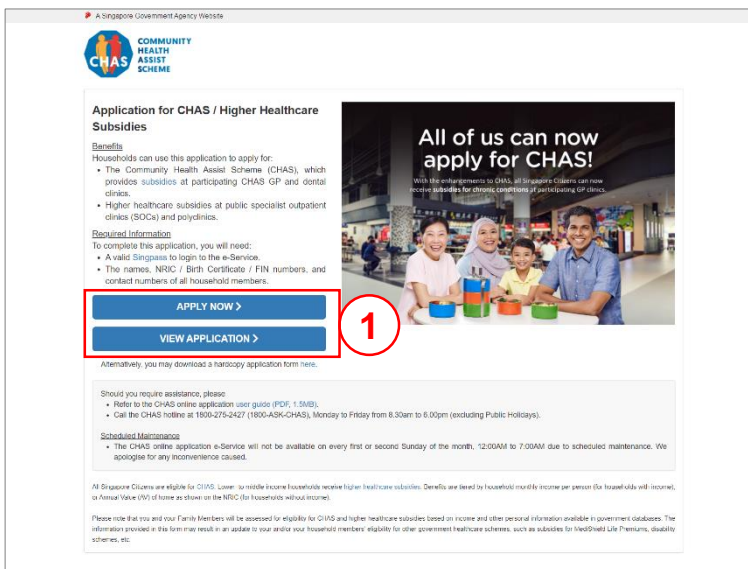 A Singapore Government Agency Website
COMMUNITY
HEALTH
ASSIST
SCHEME
CHAS
Application for CHAS / Higher Healthcare
Subsidies
Benefits
Households can use this application to apply for:
• The Community Health Assist Scheme (CHAS), which
provides subsidies at participating CHAS GP and dental
clinics.
• Higher healthcare subsidies at public specialist outpatient
clinics (SOCs) and polyclinics.
Required Information
To complete this application, you will need:
• A valid Singpass to login to the e-Service.
• The names, NRIC / Birth Certificate / FIN numbers, and
contact numbers of all household members.
APPLY NOW >
VIEW APPLICATION >
1
Alternatively, you may download a hardcopy application form here.
All of us can now
apply for CHAS!
With the enhancements to CHAS, all Singapore Citizens can now
receive subsidies for chronic conditions at participating GP clinics.
Should you require assistance, please
• Refer to the CHAS online application user guide (PDF, 1.5MB).
• Call the CHAS hotline at 1800-275-2427 (1800-ASK-CHAS), Monday to Friday from 8.30am to 6.00pm (excluding Public Holidays).
Scheduled Maintenance
• The CHAS online application e-Service will not be available on every first or second Sunday of the month, 12:00AM to 7:00AM due to scheduled maintenance. We
apologise for any inconvenience caused.
All Singapore Citizens are eligible for CHAS. Lower- to middle-income households receive higher healthcare subsidies. Benefits are tiered by household monthly income per person (for households with income),
or Annual Value (AV) of home as shown on the NRIC (for households without income).
Please note that you and your Family Members will be assessed for eligibility for CHAS and higher healthcare subsidies based on income and other personal information available in government databases. The
information provided in this form may result in an update to your and/or your household members' eligibility for other government healthcare schemes, such as subsidies for MediShield Life Premiums, disability
schemes, etc.